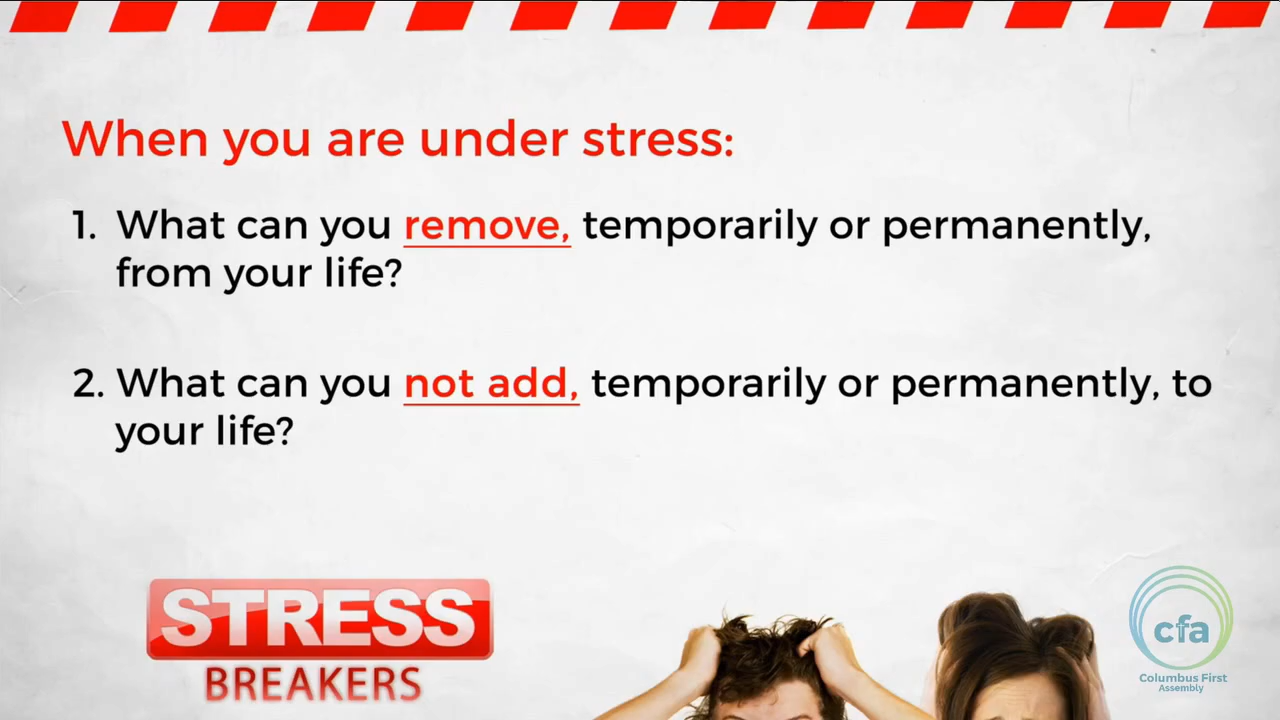 When you are under stress:
1. What can you remove, temporarily or permanently,
from your life?
2. What can you not add, temporarily or permanently, to
your life?
STRESS
BREAKERS
cfa
Columbus First
Assembly